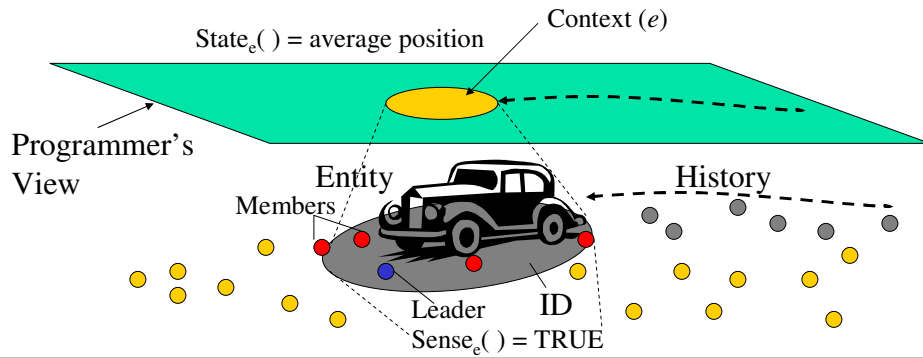 Context (e)
State_e( ) = average position
Programmer's
View
Entity
History
Members
Leader
ID
Sense_e( ) = TRUE